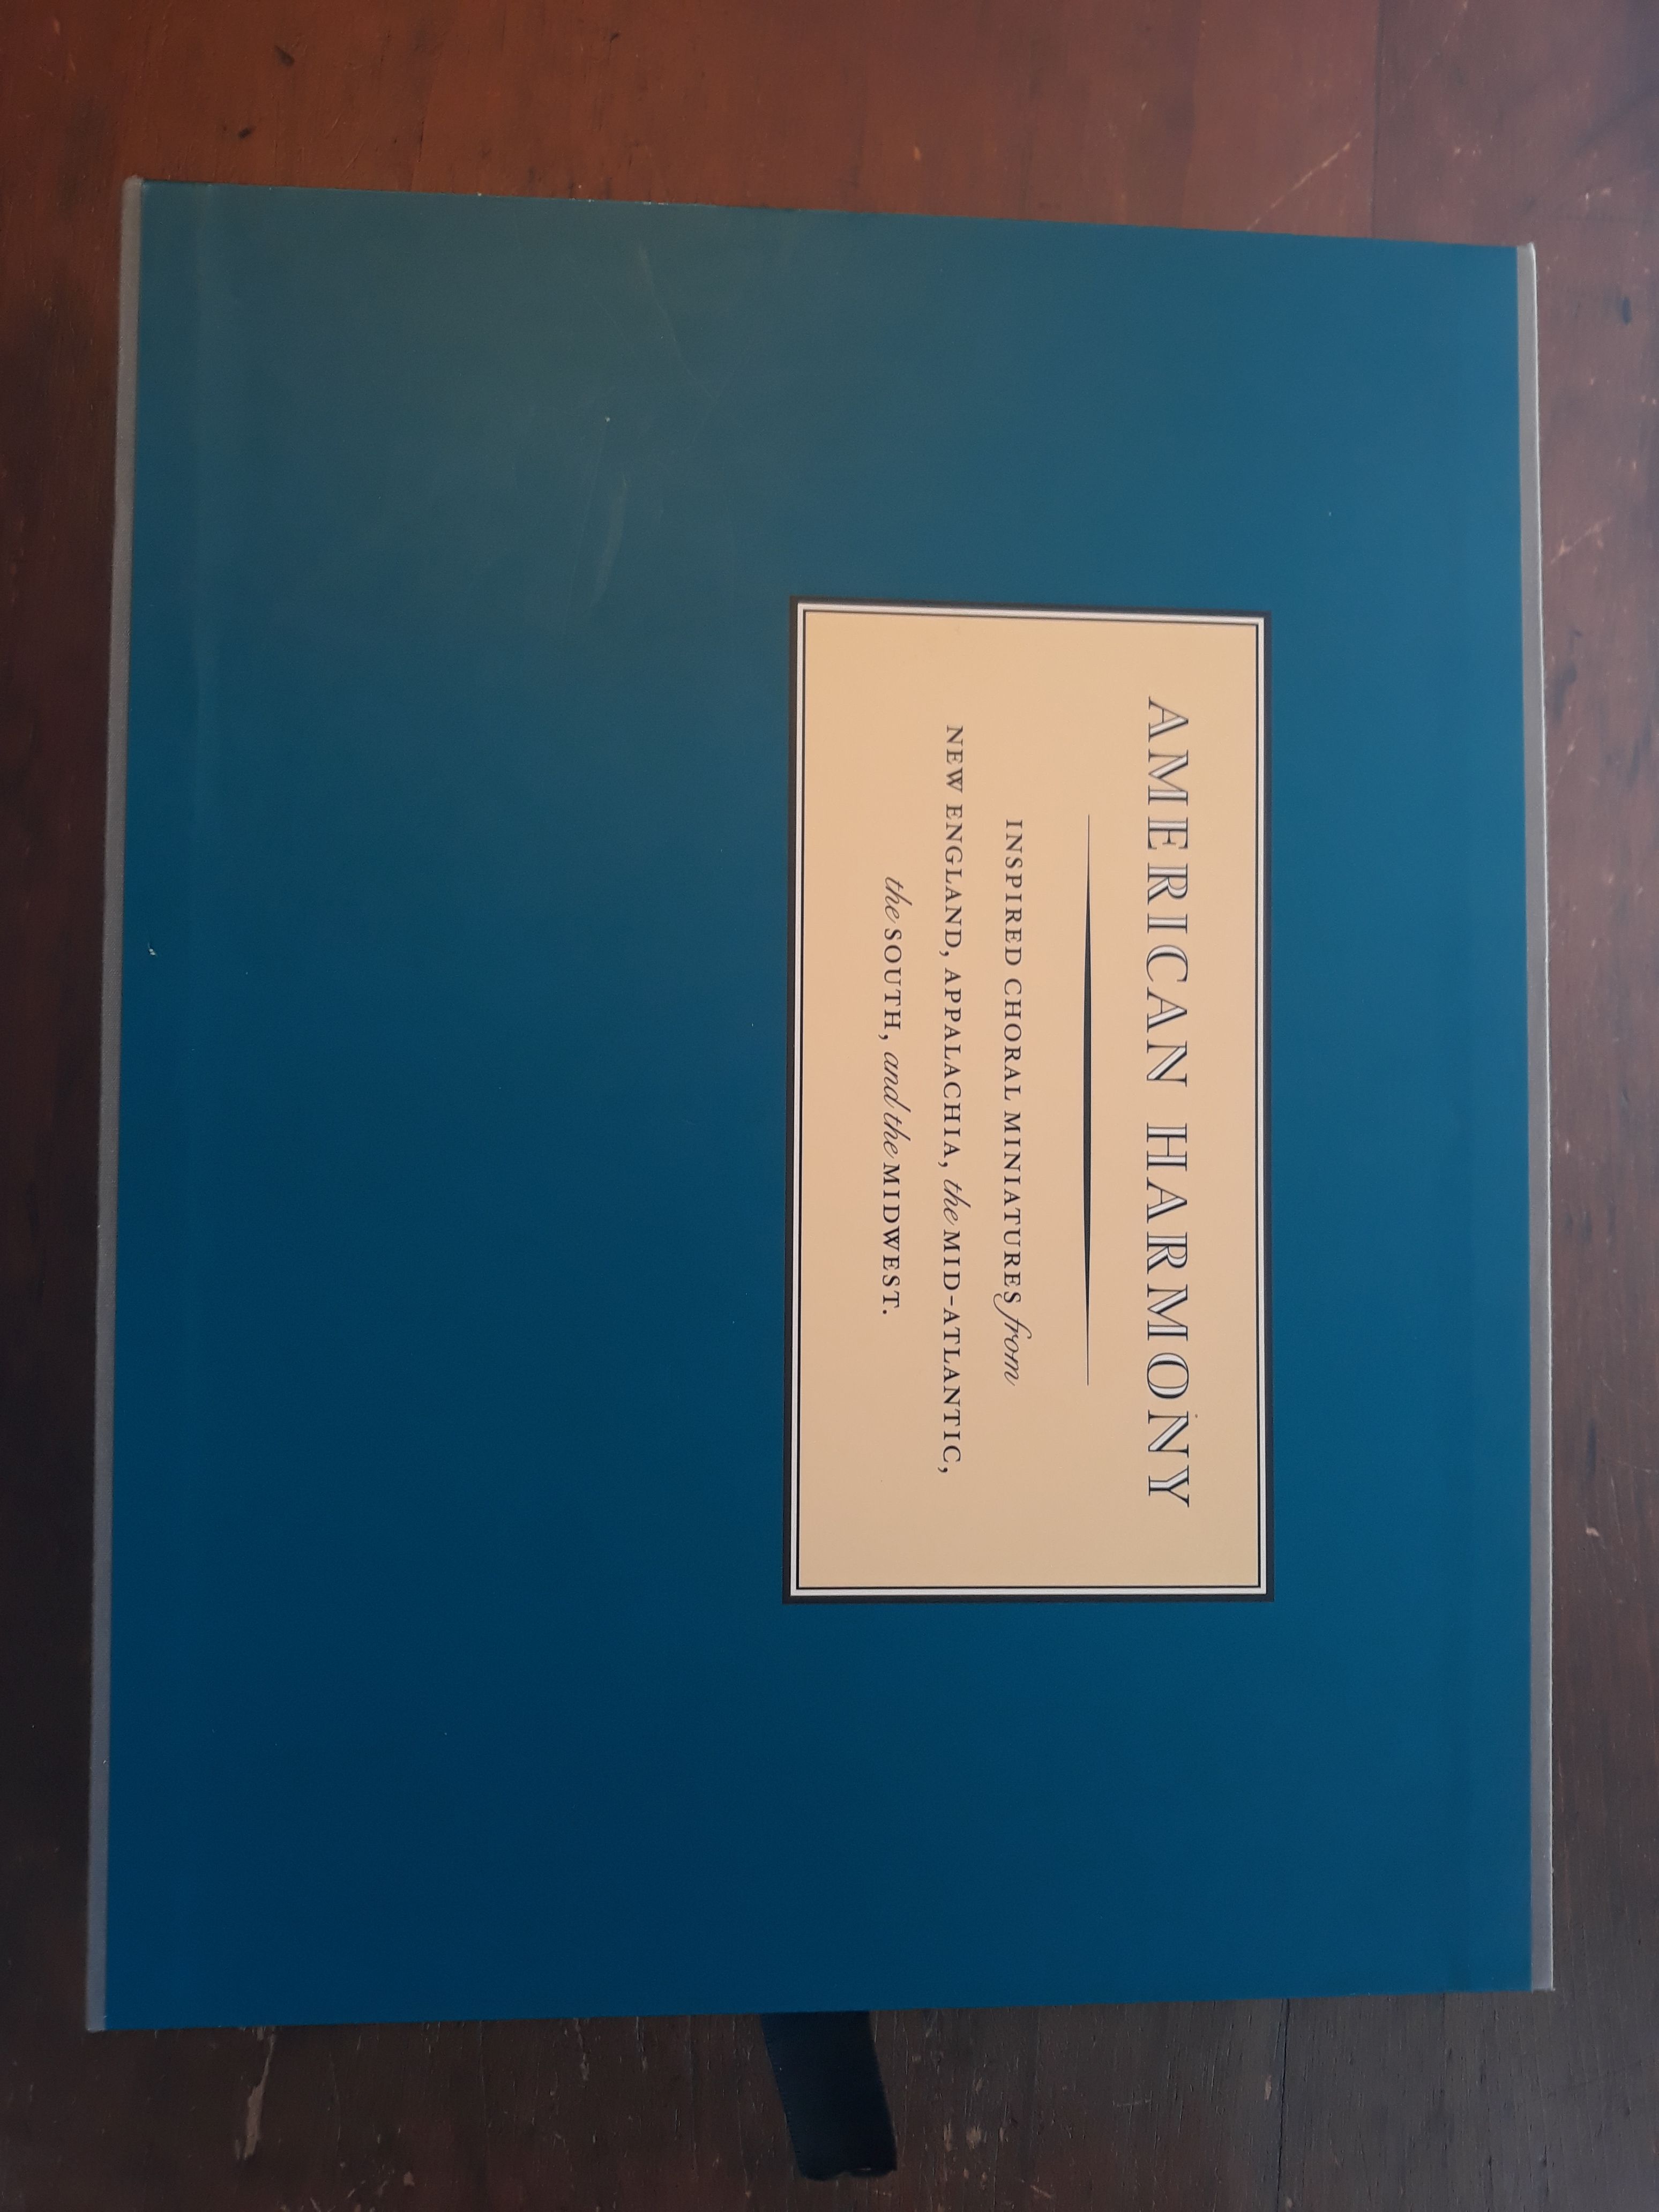 AMERICAN HARMONY
INSPIRED CHORAL MINIATURES from
NEW ENGLAND, APPALACHIA, the MID-ATLANTIC,
the SOUTH, and the MIDWEST.